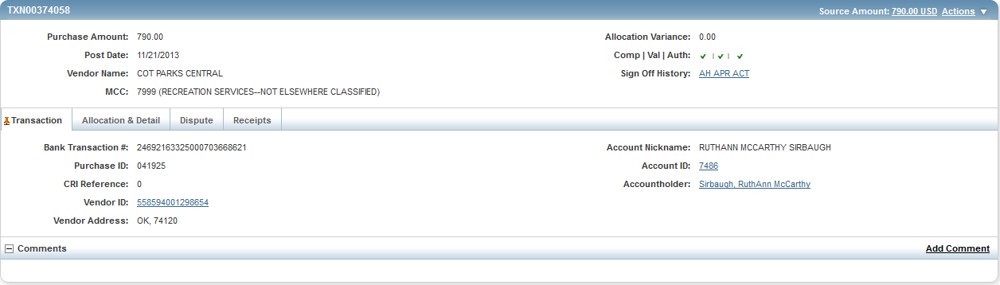 TXN00374058 Source Amount: 790.00 USD Actions
Purchase Amount: 790.00 Allocation Variance: 0.00
Post Date: 11/21/2013 Comp | Val | Auth: ✔ | ✔ | ✔
Vendor Name: COT PARKS CENTRAL Sign Off History: AH APR ACT
MCC: 7999 (RECREATION SERVICES--NOT ELSEWHERE CLASSIFIED)
Transaction Allocation & Detail Dispute Receipts
Bank Transaction #: 24692163325000703668621 Account Nickname: RUTHANN MCCARTHY SIRBAUGH
Purchase ID: 041925 Account ID: 7486
CRI Reference: 0 Accountholder: Sirbaugh, RuthAnn McCarthy
Vendor ID: 558594001298654
Vendor Address: OK, 74120
Comments Add Comment